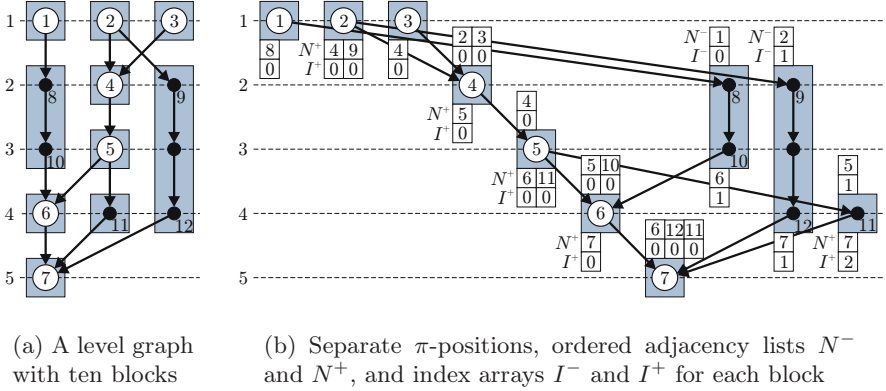 1 1 2 3 1 1 2 3 N⁻ 1 N⁻ 2
I⁻ 0 I⁻ 1
8 N⁺ 4 9 4 2 3
0 I⁺ 0 0 0 0 0
2 8 4 9 2 4 8 9
N⁺ 5 4
I⁺ 0 0
3 10 5 3 5 10
N⁺ 6 11 5 10 6 5
I⁺ 0 0 0 0 1 1
4 6 11 12 4 6 12 11
N⁺ 7 6 12 11 7 N⁺ 7
I⁺ 0 0 0 0 1 I⁺ 2
5 7 5 7
(a) A level graph
with ten blocks
(b) Separate π-positions, ordered adjacency lists N⁻
and N⁺, and index arrays I⁻ and I⁺ for each block